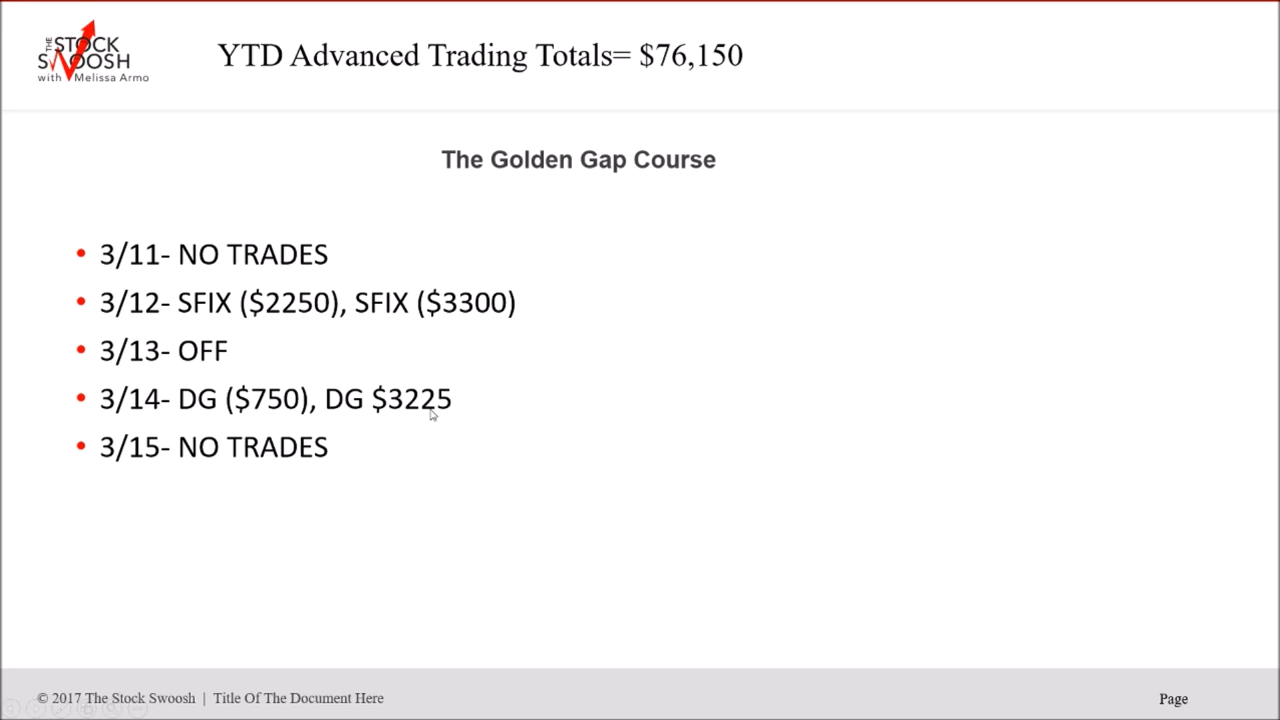 THE
STOCK
SWOOSH
with Melissa Armo
YTD Advanced Trading Totals= $76,150
The Golden Gap Course
• 3/11- NO TRADES
• 3/12- SFIX ($2250), SFIX ($3300)
• 3/13- OFF
• 3/14- DG ($750), DG $3225
• 3/15- NO TRADES
© 2017 The Stock Swoosh | Title Of The Document Here
Page